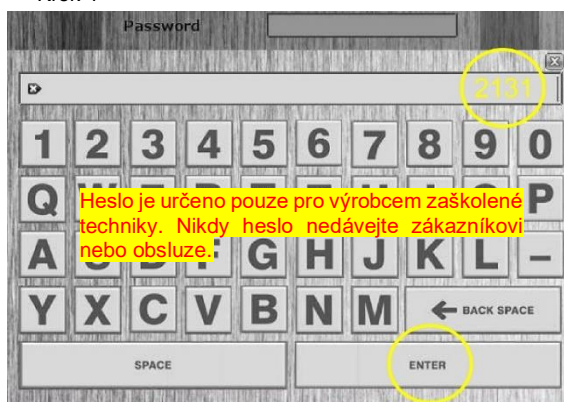 Password
2131
1 2 3 4 5 6 7 8 9 0
Q P
Heslo je určeno pouze pro výrobcem zaškolené
techniky. Nikdy heslo nedávejte zákazníkovi
nebo obsluze.
A G H J K L –
Y X C V B N M BACK SPACE
SPACE ENTER